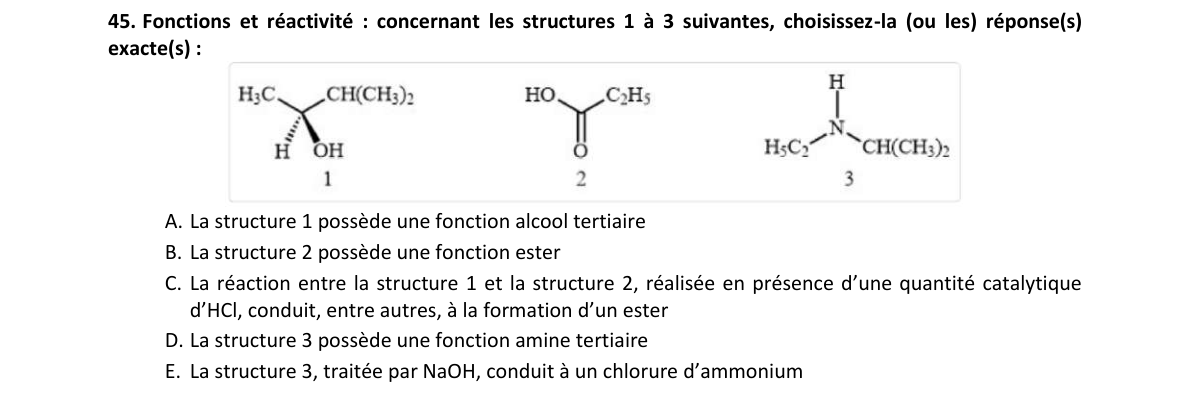 45. Fonctions et réactivité : concernant les structures 1 à 3 suivantes, choisissez-la (ou les) réponse(s)
exacte(s) :
H₃C CH(CH₃)₂
H OH
1
HO C₂H₅
O
2
H
N
H₅C₂ CH(CH₃)₂
3
A. La structure 1 possède une fonction alcool tertiaire
B. La structure 2 possède une fonction ester
C. La réaction entre la structure 1 et la structure 2, réalisée en présence d’une quantité catalytique
d’HCl, conduit, entre autres, à la formation d’un ester
D. La structure 3 possède une fonction amine tertiaire
E. La structure 3, traitée par NaOH, conduit à un chlorure d’ammonium